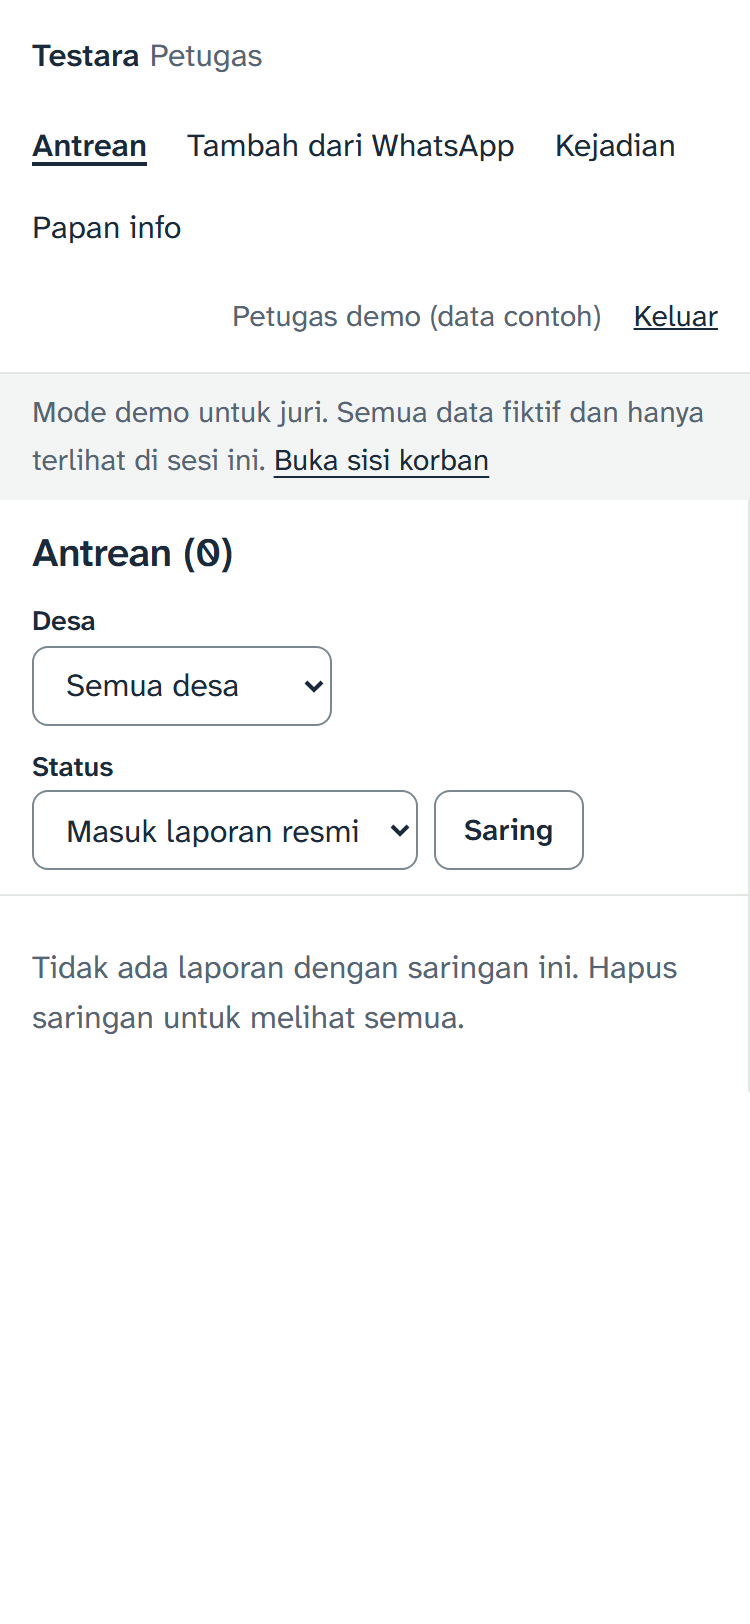 Testara Petugas
Antrean Tambah dari WhatsApp Kejadian
Papan info
Petugas demo (data contoh) Keluar
Mode demo untuk juri. Semua data fiktif dan hanya
terlihat di sesi ini. Buka sisi korban
Antrean (0)
Desa
Semua desa
Status
Masuk laporan resmi Saring
Tidak ada laporan dengan saringan ini. Hapus
saringan untuk melihat semua.